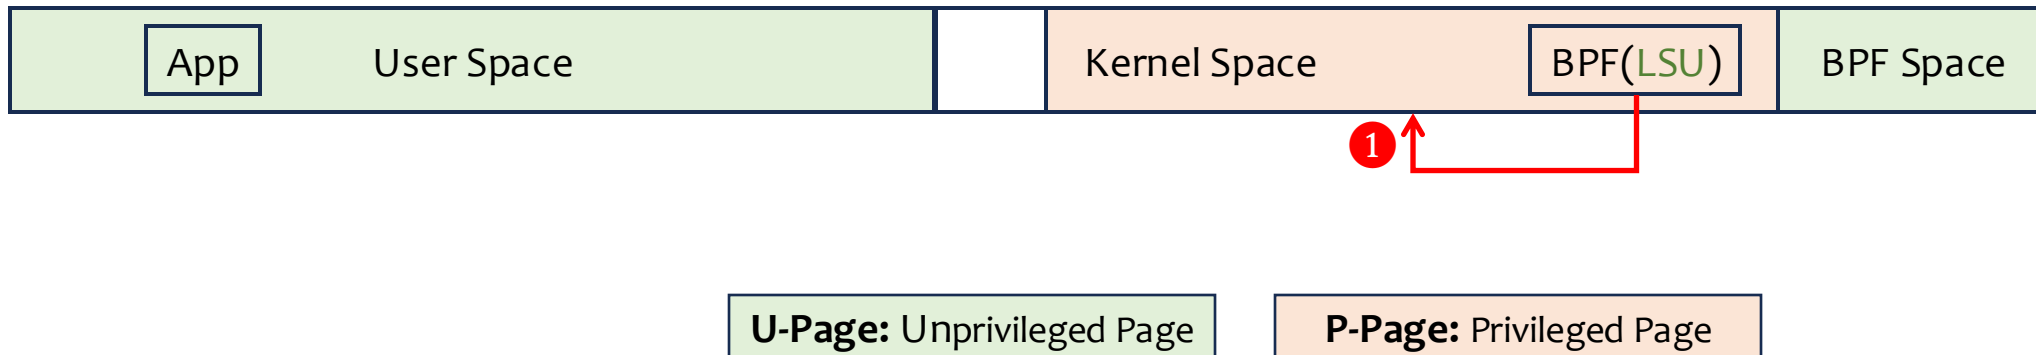 App User Space Kernel Space BPF(LSU) BPF Space
1
U-Page: Unprivileged Page P-Page: Privileged Page